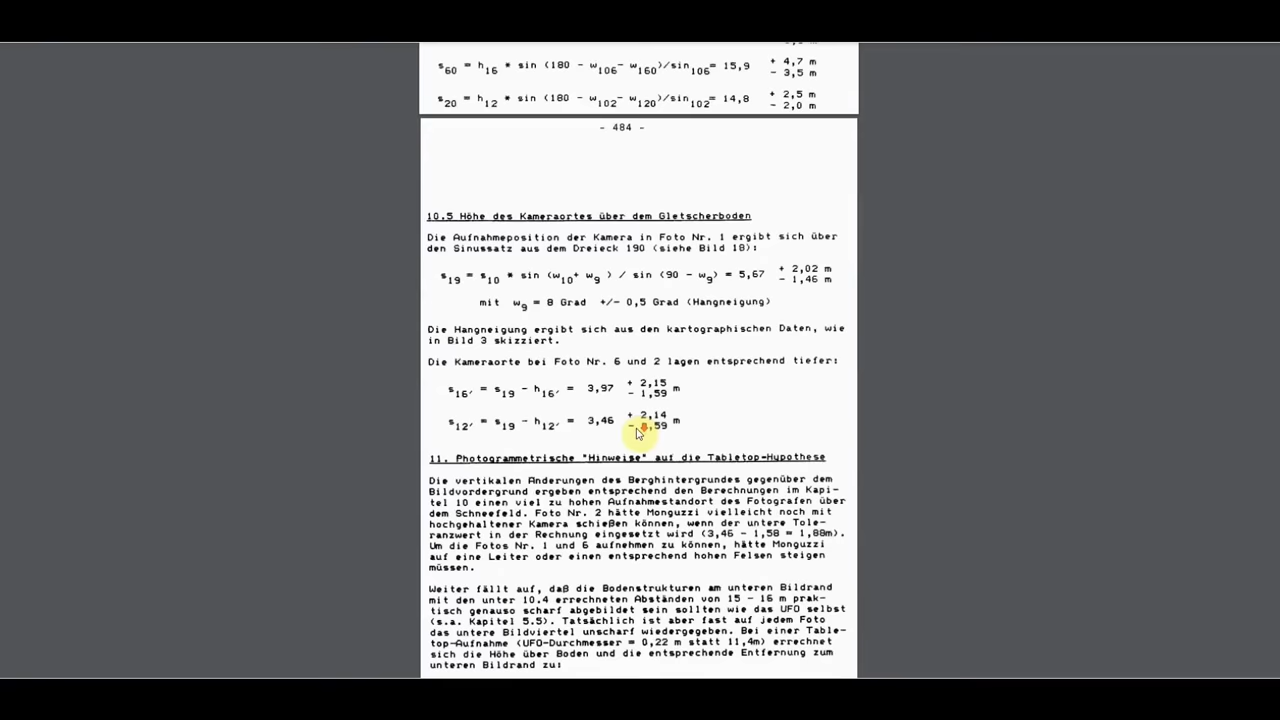 s60 = h16 * sin (180 - w106- w160)/sin106= 15,9 + 4,7 m
- 3,5 m
s20 = h12 * sin (180 - w102- w120)/sin102= 14,8 + 2,5 m
- 2,0 m
- 484 -
10.5 Höhe des Kameraortes über dem Gletscherboden
Die Aufnahmeposition der Kamera in Foto Nr. 1 ergibt sich über
den Sinussatz aus dem Dreieck 190 (siehe Bild 18):
s19 = s10 * sin (w10+ w9 ) / sin (90 - w9) = 5,67 + 2,02 m
- 1,46 m
mit w9 = 8 Grad +/- 0,5 Grad (Hangneigung)
Die Hangneigung ergibt sich aus den kartographischen Daten, wie
in Bild 3 skizziert.
Die Kameraorte bei Foto Nr. 6 und 2 lagen entsprechend tiefer:
s16' = s19 - h16' = 3,97 + 2,15 m
- 1,59
s12' = s19 - h12' = 3,46 + 2,14 m
- ,59
11. Photogrammetrische "Hinweise" auf die Tabletop-Hypothese
Die vertikalen Änderungen des Berghintergrundes gegenüber dem
Bildvordergrund ergeben entsprechend den Berechnungen im Kapi-
tel 10 einen viel zu hohen Aufnahmestandort des Fotografen über
dem Schneefeld. Foto Nr. 2 hätte Monguzzi vielleicht noch mit
hochgehaltener Kamera schießen können, wenn der untere Tole-
ranzwert in der Rechnung eingesetzt wird (3,46 - 1,58 = 1,88m).
Um die Fotos Nr. 1 und 6 aufnehmen zu können, hätte Monguzzi
auf eine Leiter oder einen entsprechend hohen Felsen steigen
müssen.
Weiter fällt auf, daß die Bodenstrukturen am unteren Bildrand
mit den unter 10.4 errechneten Abständen von 15 - 16 m prak-
tisch genauso scharf abgebildet sein sollten wie das UFO selbst
(s.a. Kapitel 5.5). Tatsächlich ist aber fast auf jedem Foto
das untere Bildviertel unscharf wiedergegeben. Bei einer Table-
top-Aufnahme (UFO-Durchmesser = 0,22 m statt 11,4m) errechnet
sich die Höhe über Boden und die entsprechende Entfernung zum
unteren Bildrand zu: